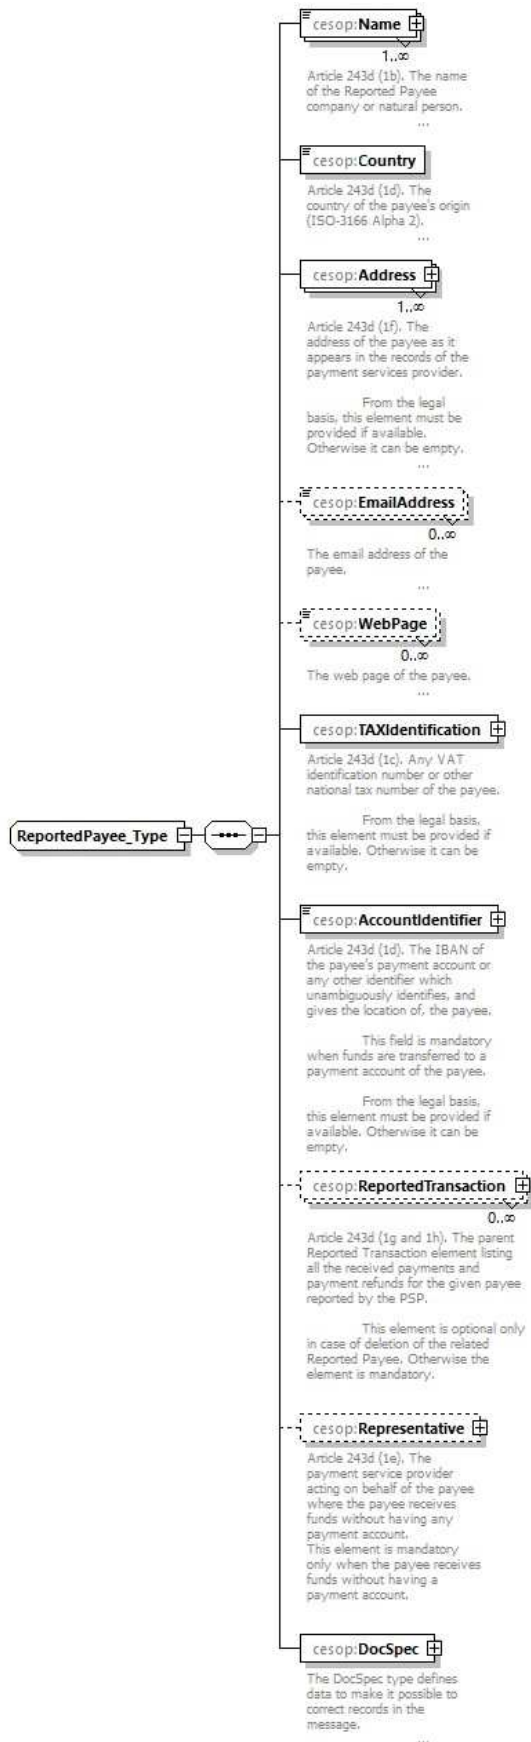 cesop:Name
1..∞
Article 243d (1b). The name
of the Reported Payee
company or natural person.
...
cesop:Country
Article 243d (1d). The
country of the payee's origin
(ISO-3166 Alpha 2).
...
cesop:Address
1..∞
Article 243d (1f). The
address of the payee as it
appears in the records of the
payment services provider.
From the legal
basis, this element must be
provided if available.
Otherwise it can be empty.
...
cesop:EmailAddress
0..∞
The email address of the
payee.
...
cesop:WebPage
0..∞
The web page of the payee.
...
cesop:TAXIdentification
Article 243d (1c). Any VAT
identification number or other
national tax number of the payee.
From the legal basis,
this element must be provided if
available. Otherwise it can be
empty.
ReportedPayee_Type
cesop:AccountIdentifier
Article 243d (1d). The IBAN of
the payee's payment account or
any other identifier which
unambiguously identifies, and
gives the location of, the payee.
This field is mandatory
when funds are transferred to a
payment account of the payee.
From the legal basis,
this element must be provided if
available. Otherwise it can be
empty.
cesop:ReportedTransaction
0..∞
Article 243d (1g and 1h). The parent
Reported Transaction element listing
all the received payments and
payment refunds for the given payee
reported by the PSP.
This element is optional only
in case of deletion of the related
Reported Payee. Otherwise the
element is mandatory.
cesop:Representative
Article 243d (1e). The
payment service provider
acting on behalf of the payee
where the payee receives
funds without having any
payment account.
This element is mandatory
only when the payee receives
funds without having a
payment account.
cesop:DocSpec
The DocSpec type defines
data to make it possible to
correct records in the
message.
...